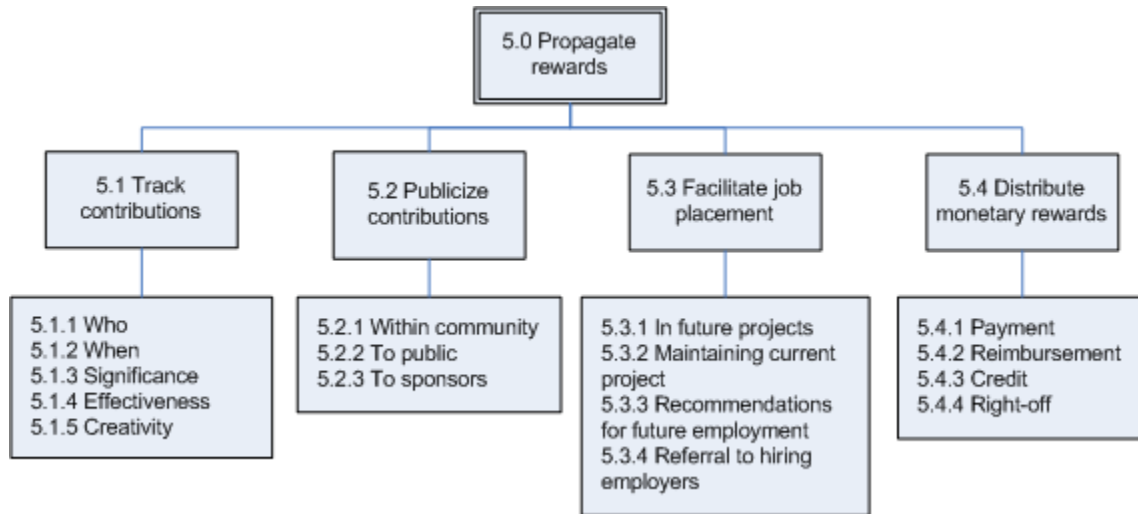 5.0 Propagate
rewards
5.1 Track
contributions
5.2 Publicize
contributions
5.3 Facilitate job
placement
5.4 Distribute
monetary rewards
5.1.1 Who
5.1.2 When
5.1.3 Significance
5.1.4 Effectiveness
5.1.5 Creativity
5.2.1 Within community
5.2.2 To public
5.2.3 To sponsors
5.3.1 In future projects
5.3.2 Maintaining current
project
5.3.3 Recommendations
for future employment
5.3.4 Referral to hiring
employers
5.4.1 Payment
5.4.2 Reimbursement
5.4.3 Credit
5.4.4 Right-off